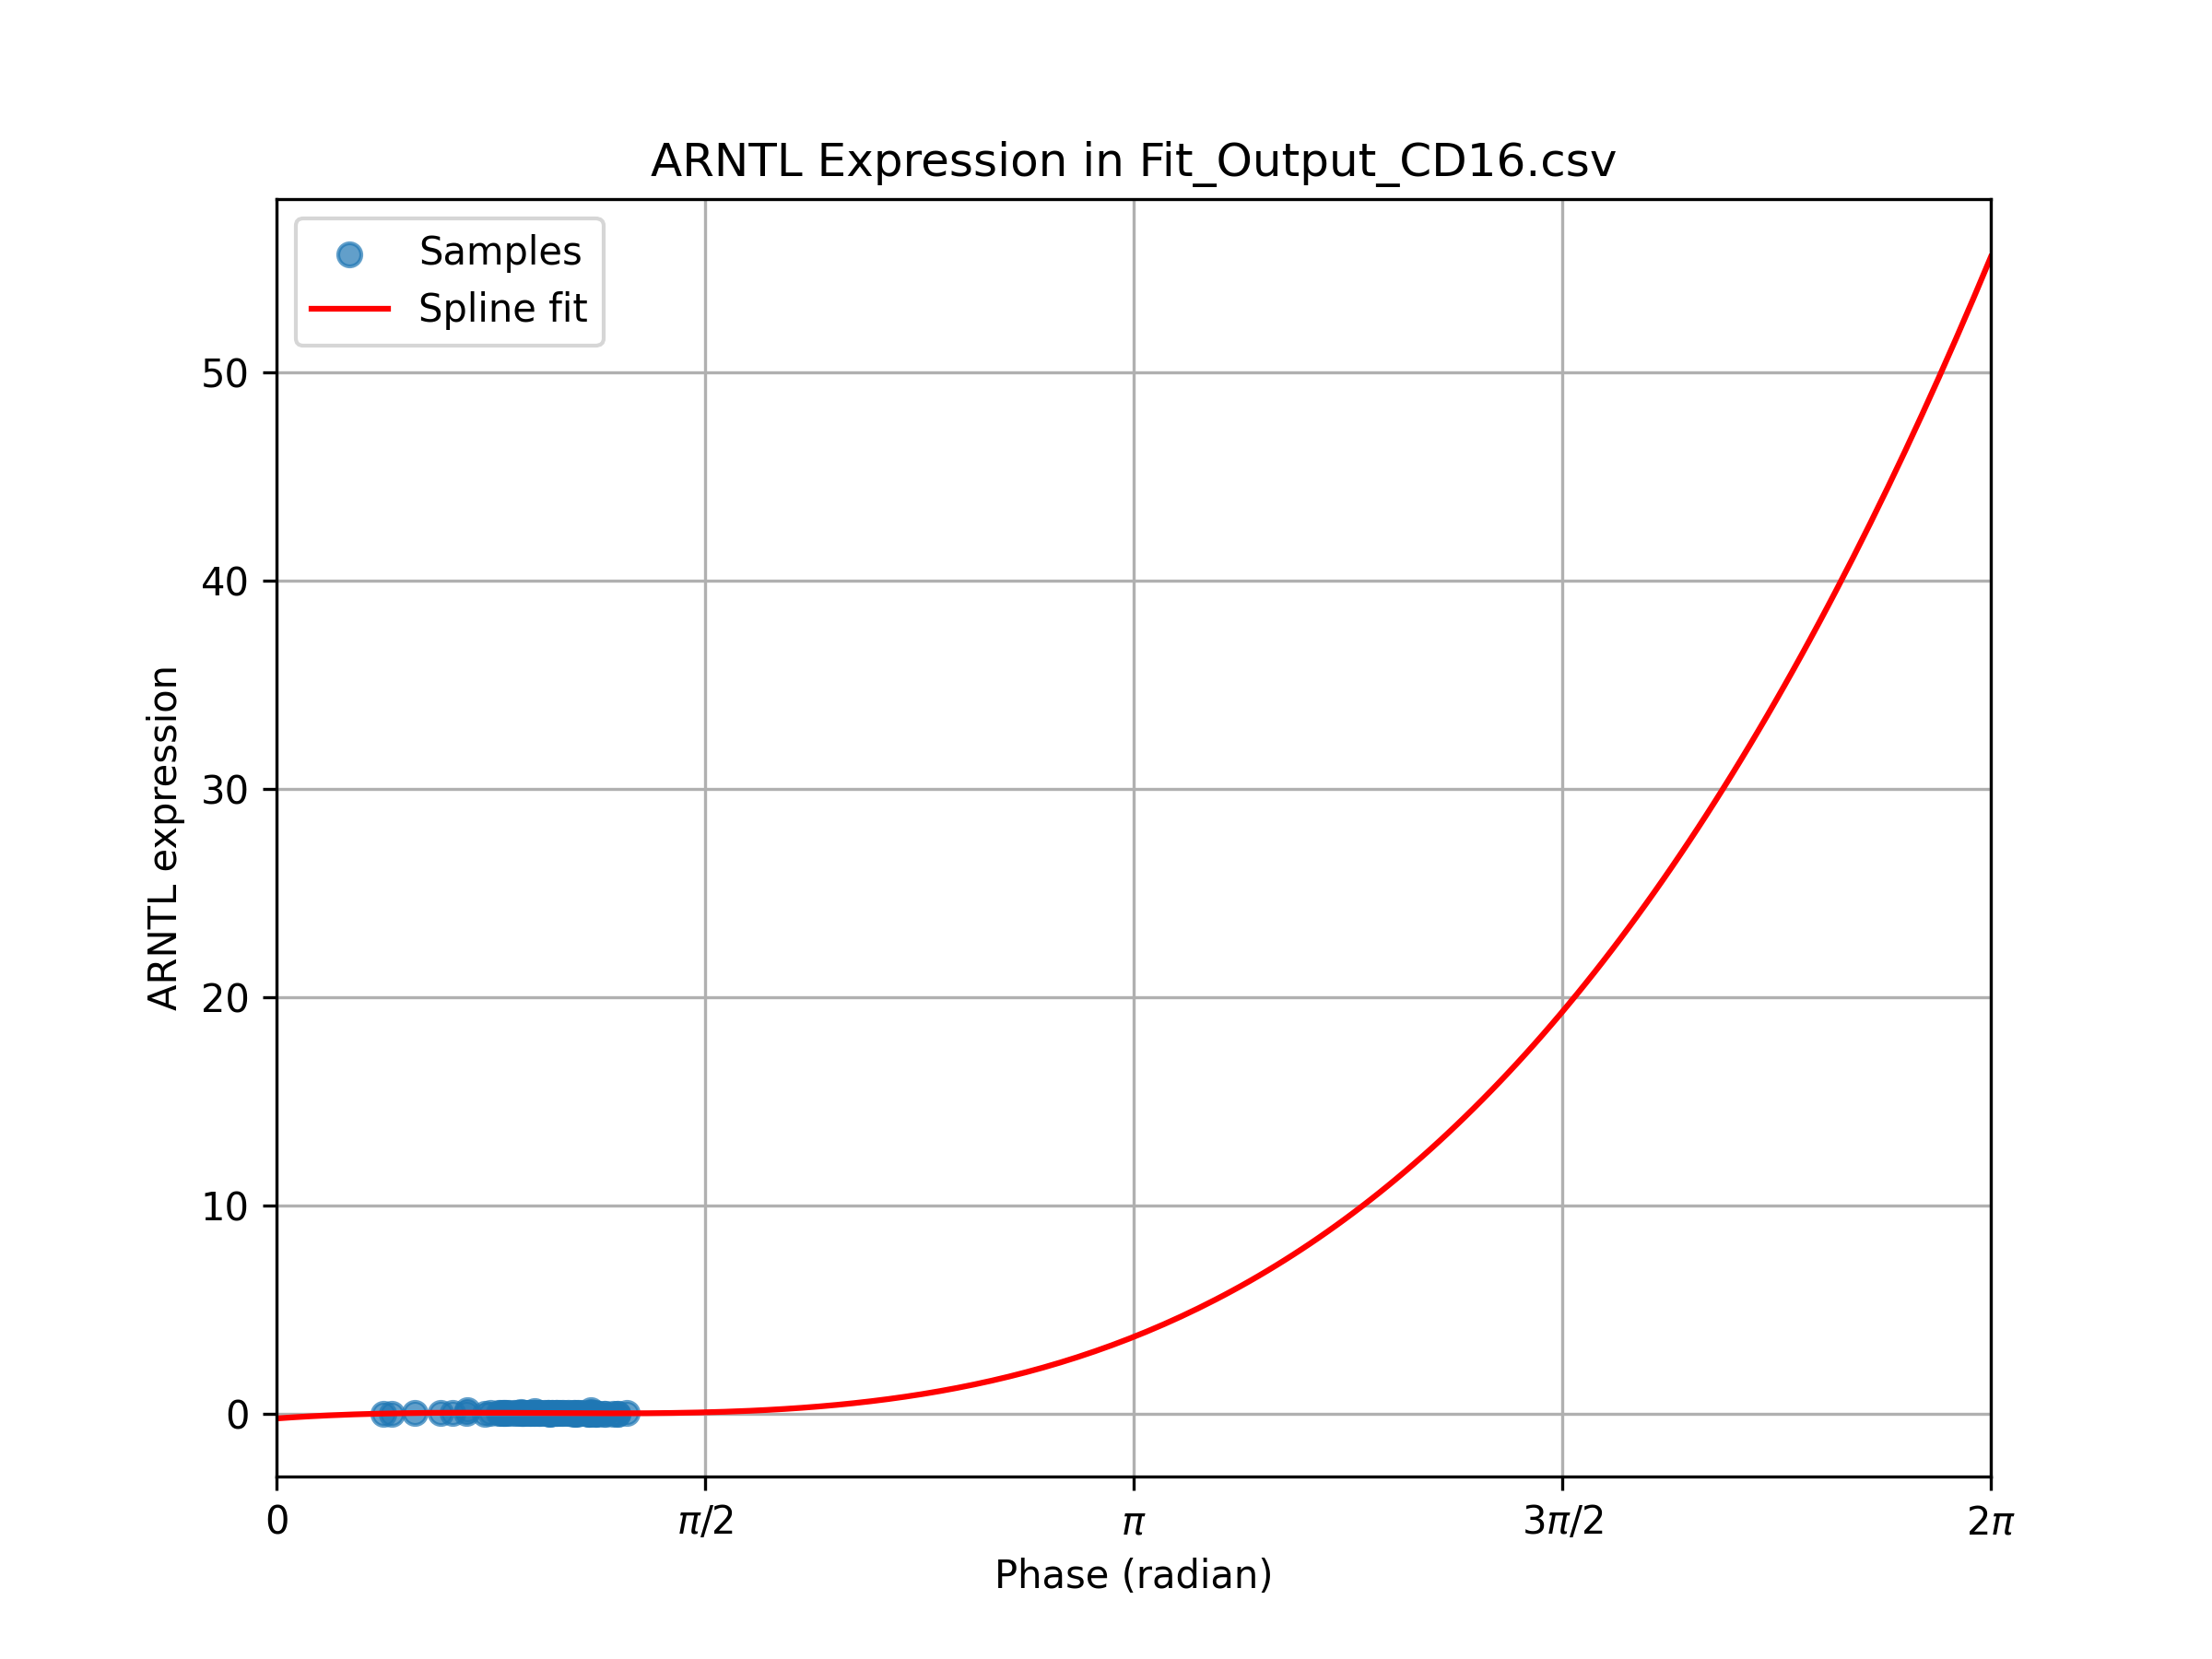 ARNTL Expression in Fit_Output_CD16.csv
Samples
Spline fit
50
40
30
20
10
0
ARNTL expression
0 π/2 π 3π/2 2π
Phase (radian)